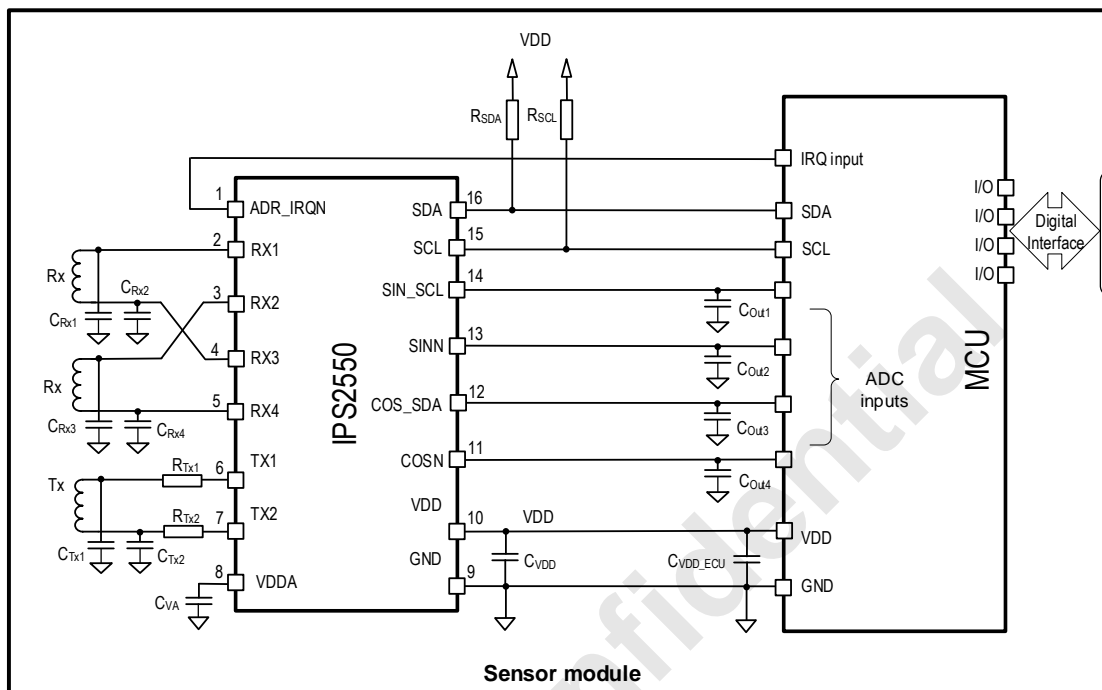 VDD
RSDA
RSCL
IRQ input
1
ADR_IRQN
SDA
16
SDA
I/O
I/O
I/O
I/O
Digital
Interface
2
RX1
SCL
15
SCL
Rx
CRx1
CRx2
3
RX2
SIN_SCL
14
COut1
4
RX3
SINN
13
COut2
ADC
inputs
MCU
IPS2550
Rx
CRx3
CRx4
5
RX4
COS_SDA
12
COut3
TX1
6
RTx1
COSN
11
COut4
Tx
CTx1
CTx2
RTx2
TX2
7
VDD
10
VDD
VDD
CVDD
CVDD_ECU
GND
9
GND
8
VDDA
CVA
Sensor module
Confidential